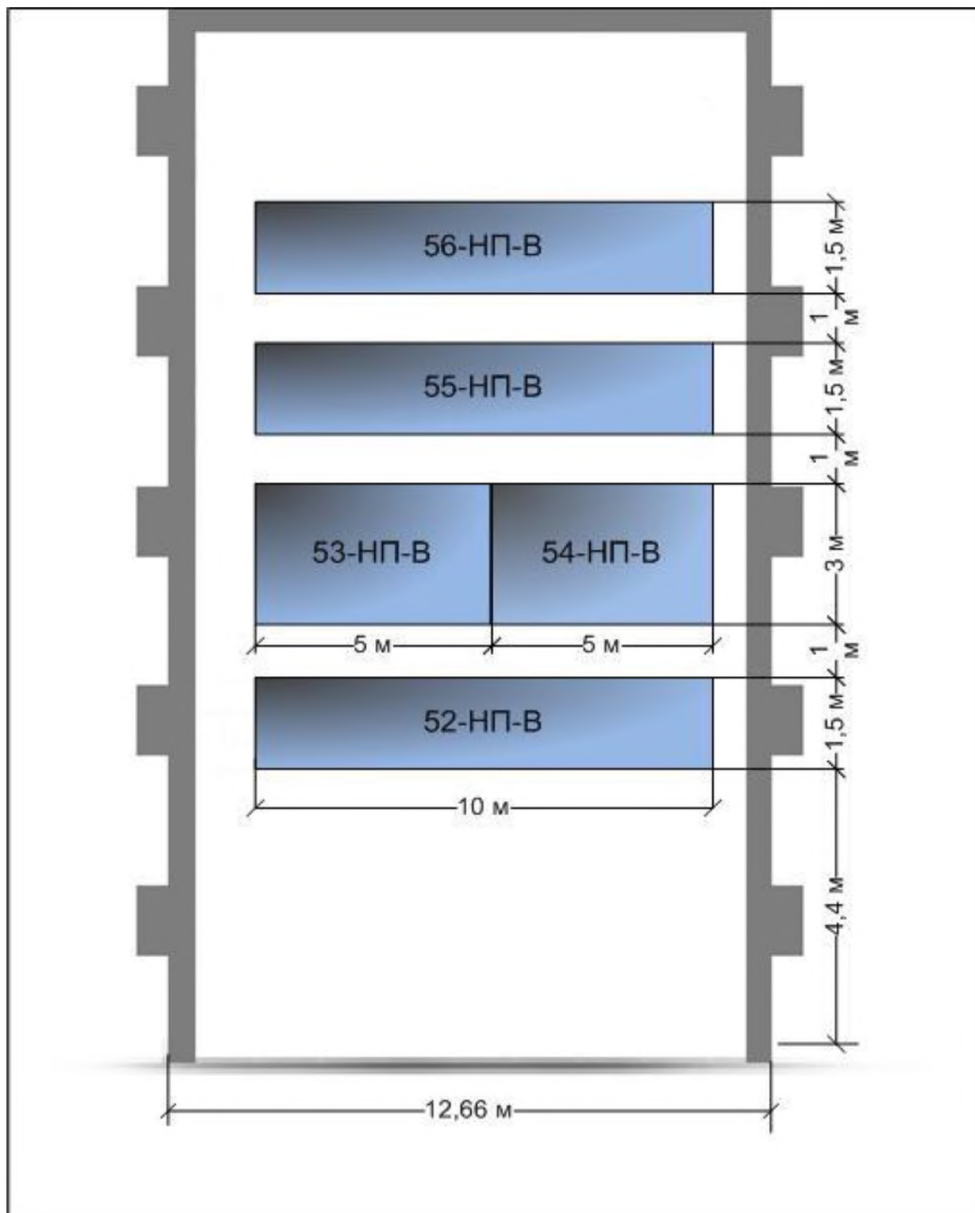 56-НП-В
1,5 м
1 м
55-НП-В
1,5 м
1 м
53-НП-В
54-НП-В
3 м
5 м
5 м
1 м
52-НП-В
1,5 м
10 м
4,4 м
12,66 м